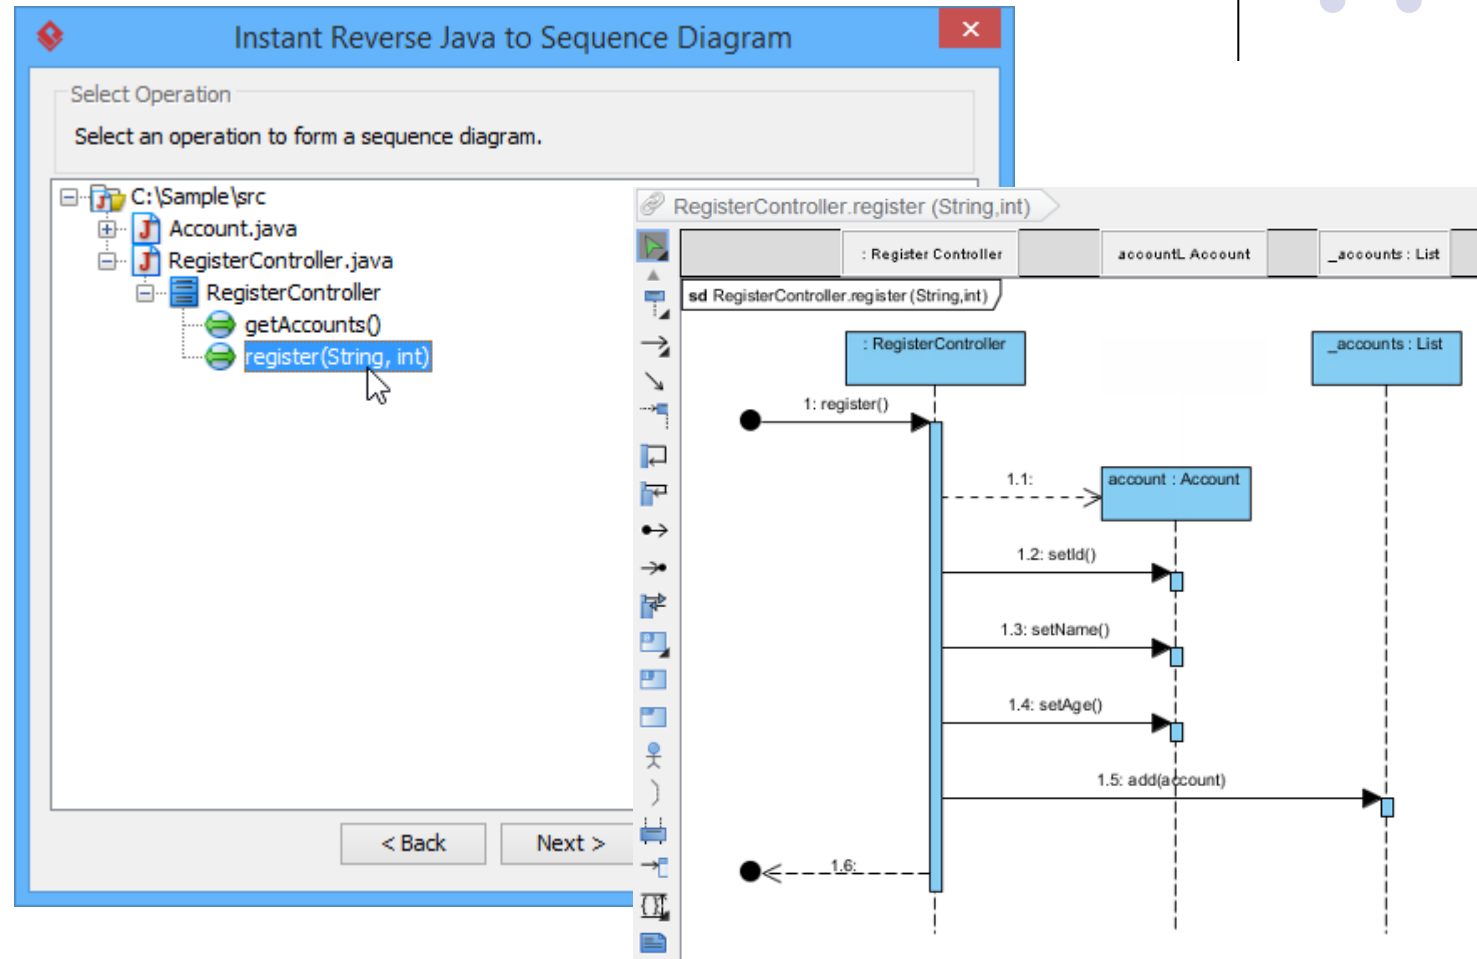 Instant Reverse Java to Sequence Diagram
Select Operation
Select an operation to form a sequence diagram.
C:\Sample\src
Account.java
RegisterController.java
RegisterController
getAccounts()
register(String, int)
< Back
Next >
RegisterController.register (String,int)
: Register Controller
accountL Account
_accounts : List
sd RegisterController.register (String,int)
: RegisterController
_accounts : List
1: register()
1.1:
account : Account
1.2: setId()
1.3: setName()
1.4: setAge()
1.5: add(account)
1.6: